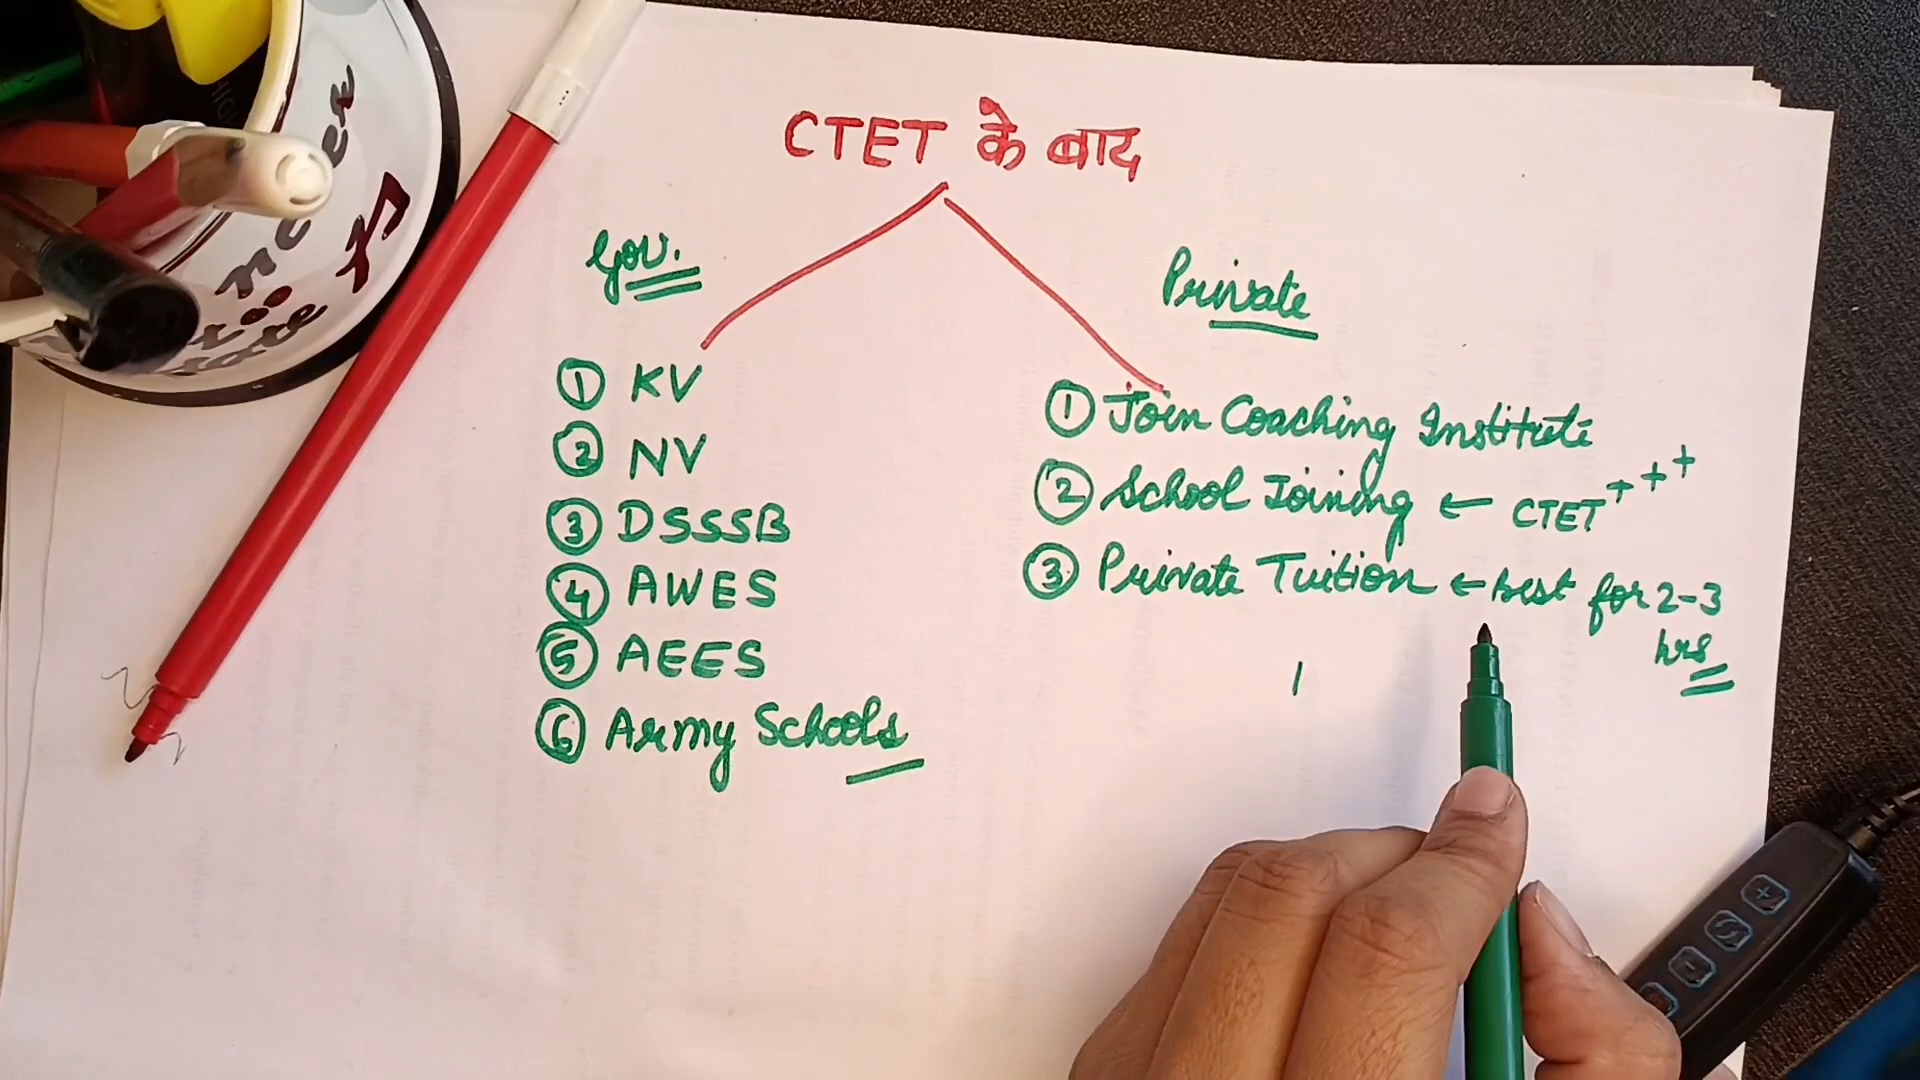 CTET के बाद
Gov.
① KV
② NV
③ DSSSB
④ AWES
⑤ AEES
⑥ Army Schools
Private
① Join Coaching Institute
② School Joining ← CTET+++
③ Private Tuition ← best for 2-3
hrs